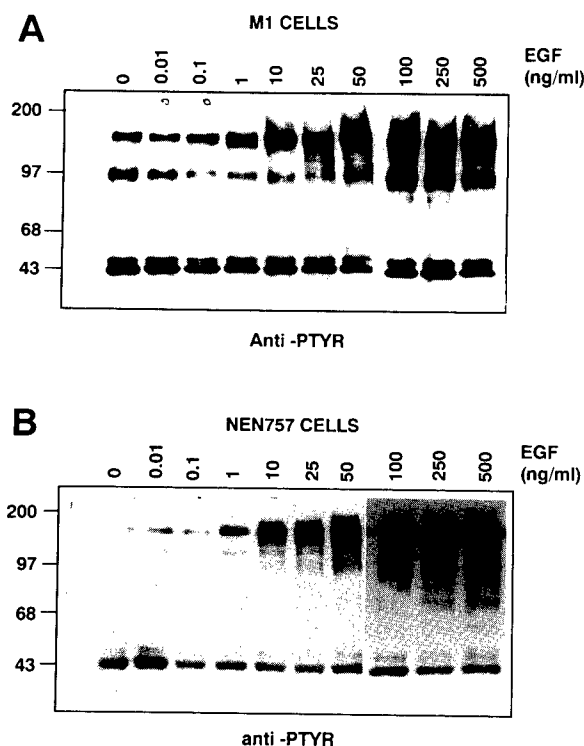 A
M1 CELLS
0 0.01 0.1 1 10 25 50 100 250 500
EGF
(ng/ml)
200
97
68
43
Anti -PTYR
B
NEN757 CELLS
0 0.01 0.1 1 10 25 50 100 250 500
EGF
(ng/ml)
200
97
68
43
anti -PTYR